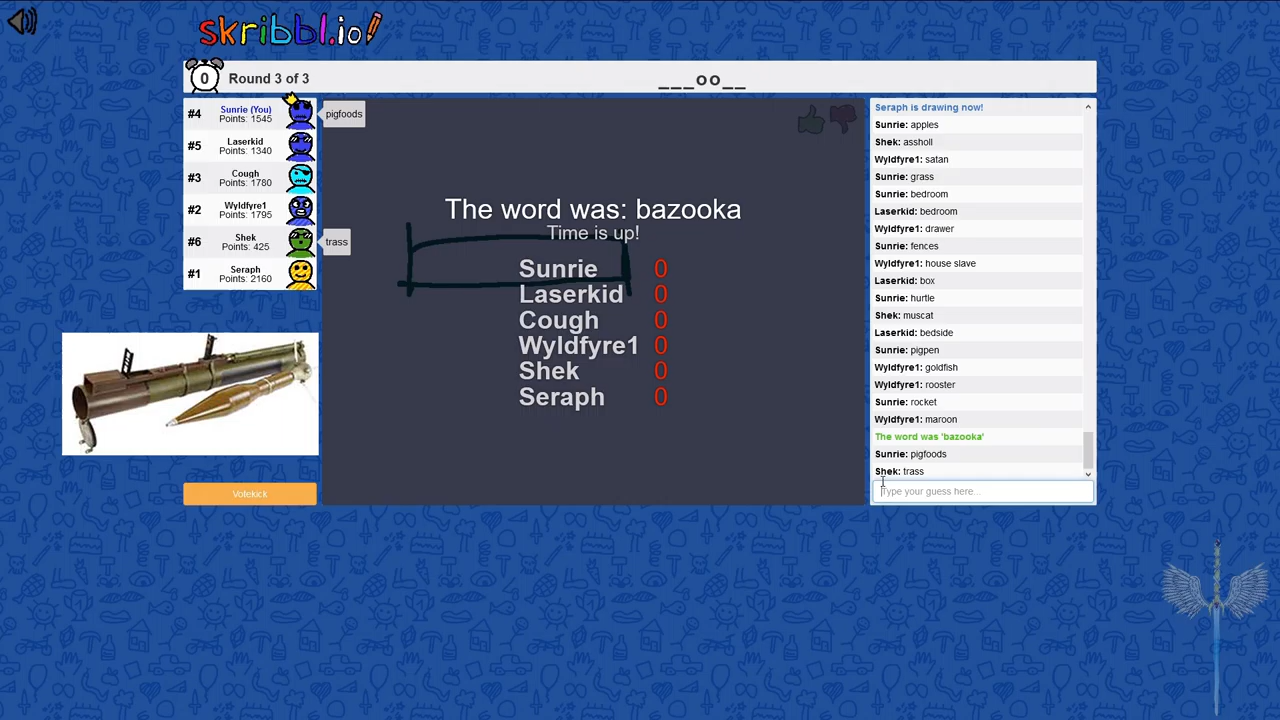 skribbl.io
0
Round 3 of 3
___oo__
#4
Sunrie (You)
Points: 1545
pigfoods
#5
Laserkid
Points: 1340
#3
Cough
Points: 1780
#2
Wyldfyre1
Points: 1795
#6
Shek
Points: 425
trass
#1
Seraph
Points: 2160
Votekick
The word was: bazooka
Time is up!
Sunrie 0
Laserkid 0
Cough 0
Wyldfyre1 0
Shek 0
Seraph 0
Seraph is drawing now!
Sunrie: apples
Shek: assholl
Wyldfyre1: satan
Sunrie: grass
Sunrie: bedroom
Laserkid: bedroom
Wyldfyre1: drawer
Sunrie: fences
Wyldfyre1: house slave
Laserkid: box
Sunrie: hurtle
Shek: muscat
Laserkid: bedside
Sunrie: pigpen
Wyldfyre1: goldfish
Wyldfyre1: rooster
Sunrie: rocket
Wyldfyre1: maroon
The word was 'bazooka'
Sunrie: pigfoods
Shek: trass
Type your guess here...